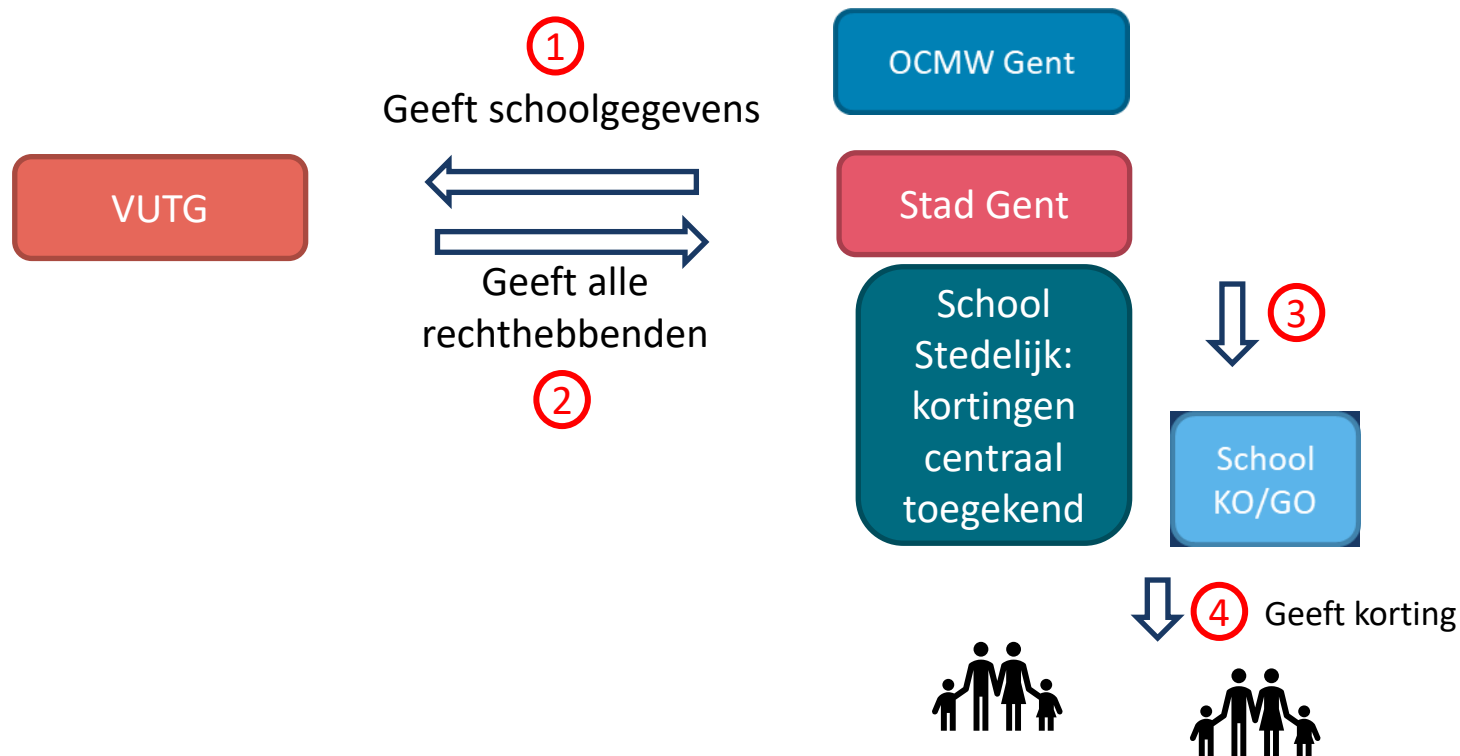 1
Geeft schoolgegevens
OCMW Gent
VUTG
Stad Gent
Geeft alle
rechthebbenden
2
School
Stedelijk:
kortingen
centraal
toegekend
3
School
KO/GO
4
Geeft korting